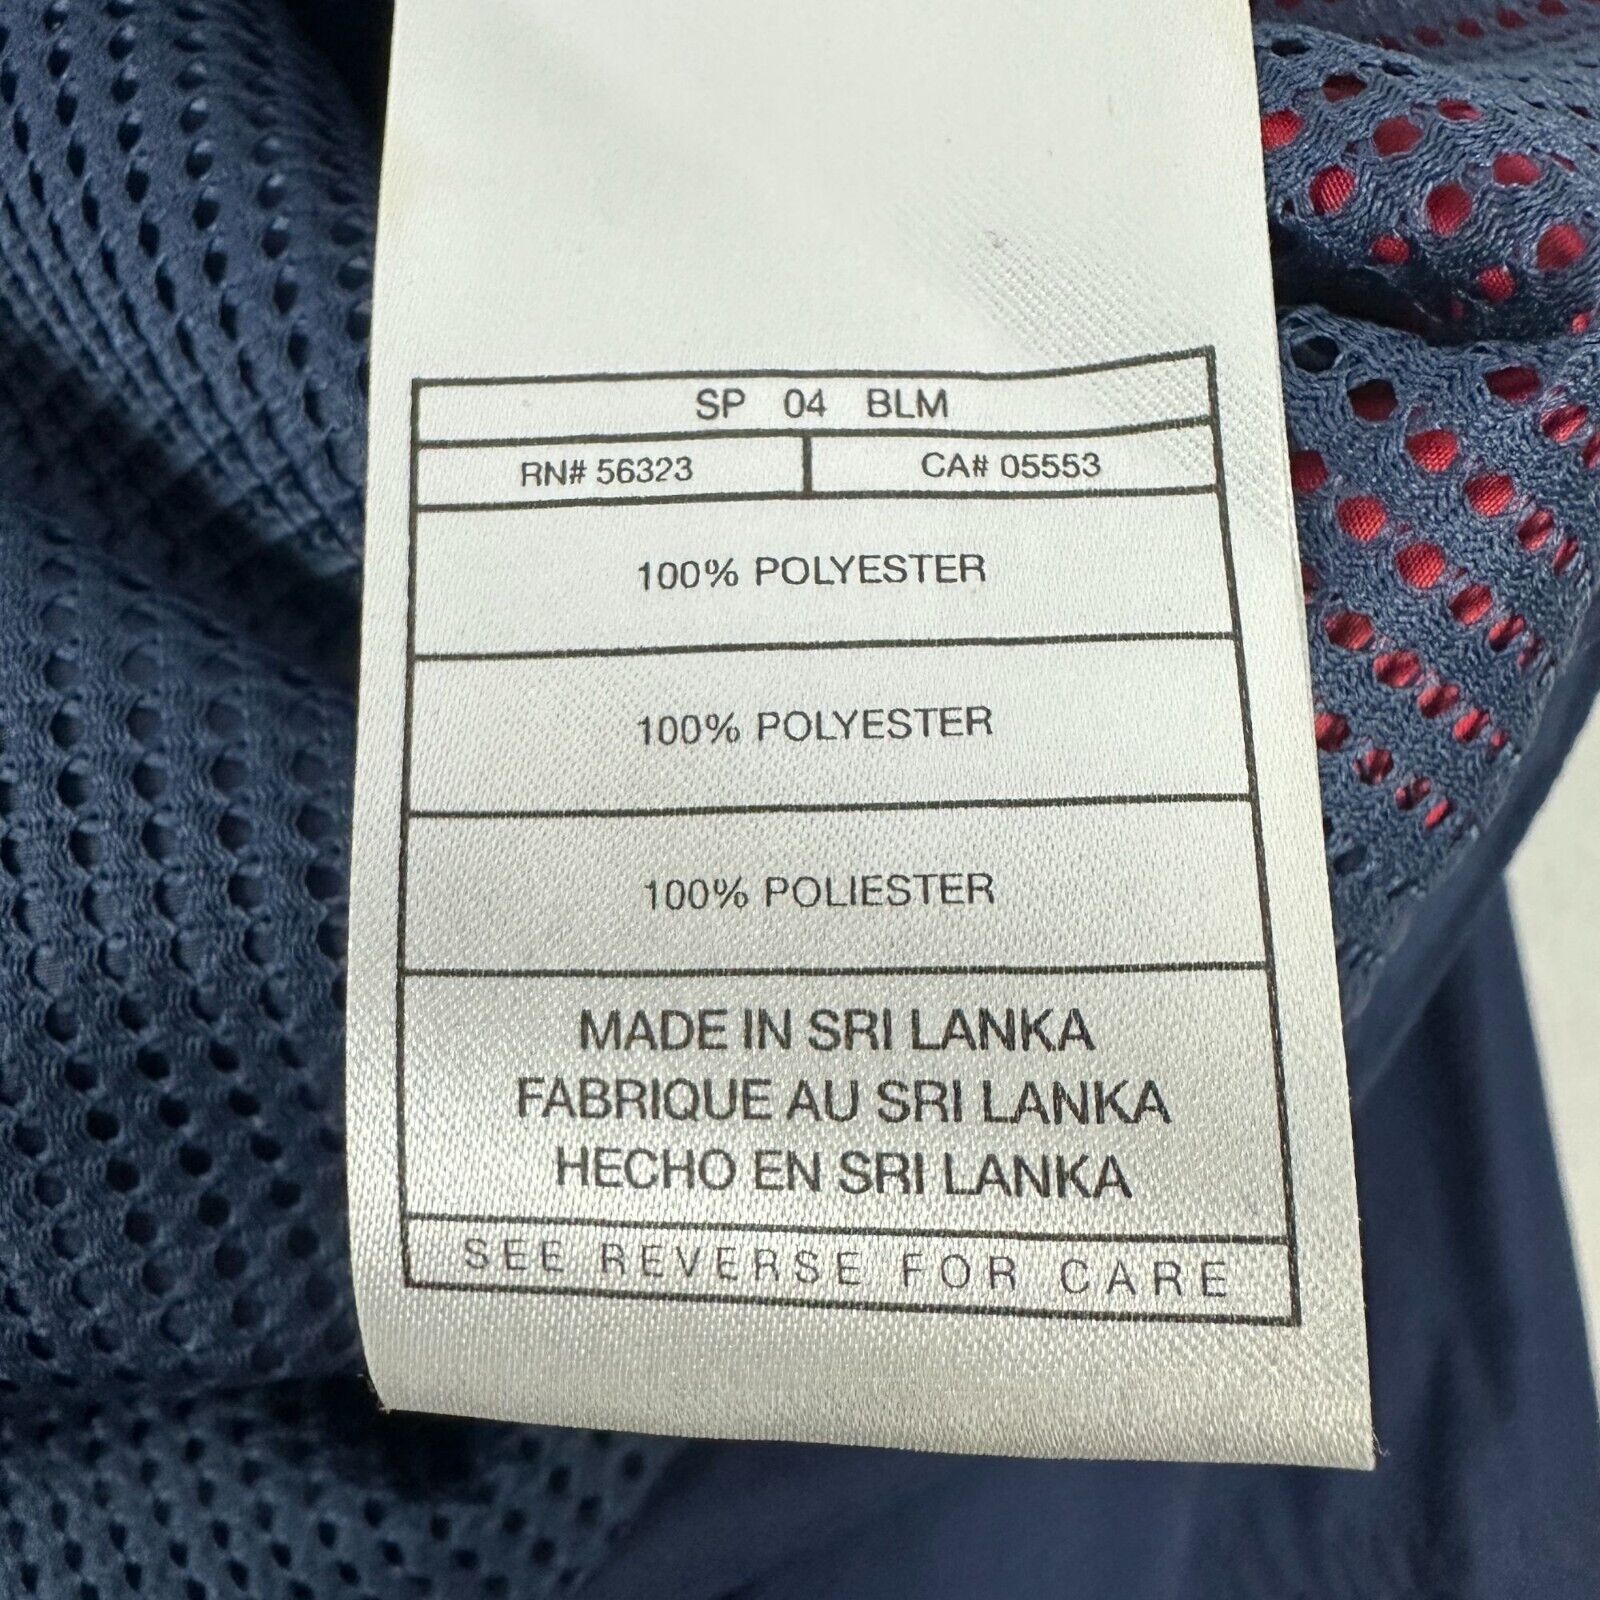 SP 04 BLM
RN# 56323 CA# 05553
100% POLYESTER
100% POLYESTER
100% POLIESTER
MADE IN SRI LANKA
FABRIQUE AU SRI LANKA
HECHO EN SRI LANKA
SEE REVERSE FOR CARE